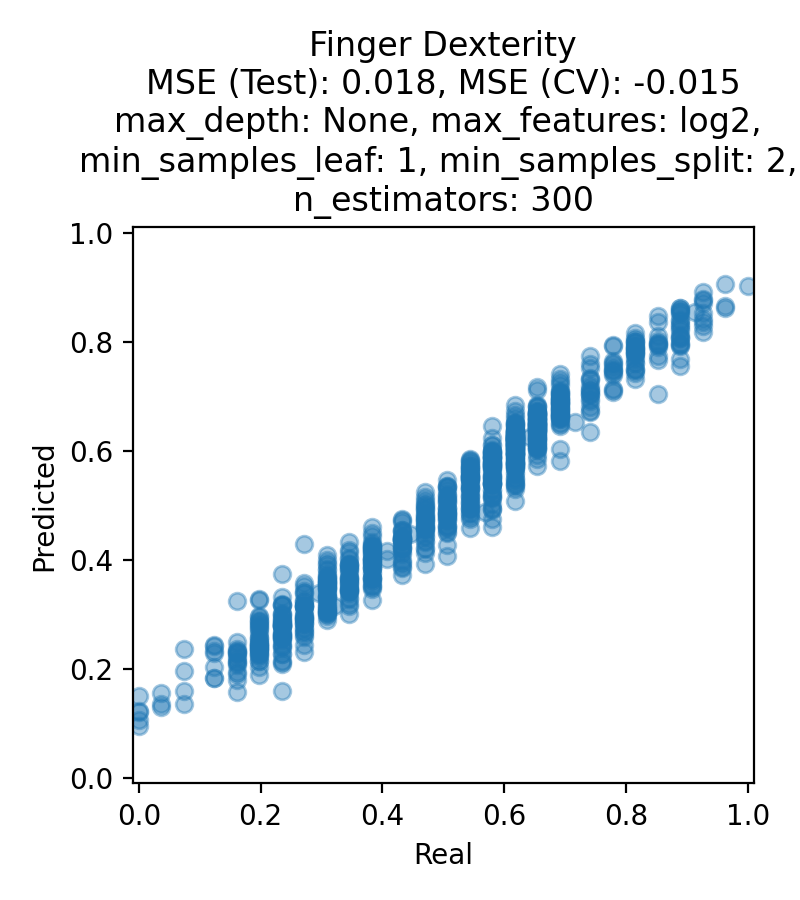 Finger Dexterity
MSE (Test): 0.018, MSE (CV): -0.015
max_depth: None, max_features: log2,
min_samples_leaf: 1, min_samples_split: 2,
n_estimators: 300
1.0
0.8
0.6
0.4
0.2
0.0
Predicted
0.0 0.2 0.4 0.6 0.8 1.0
Real